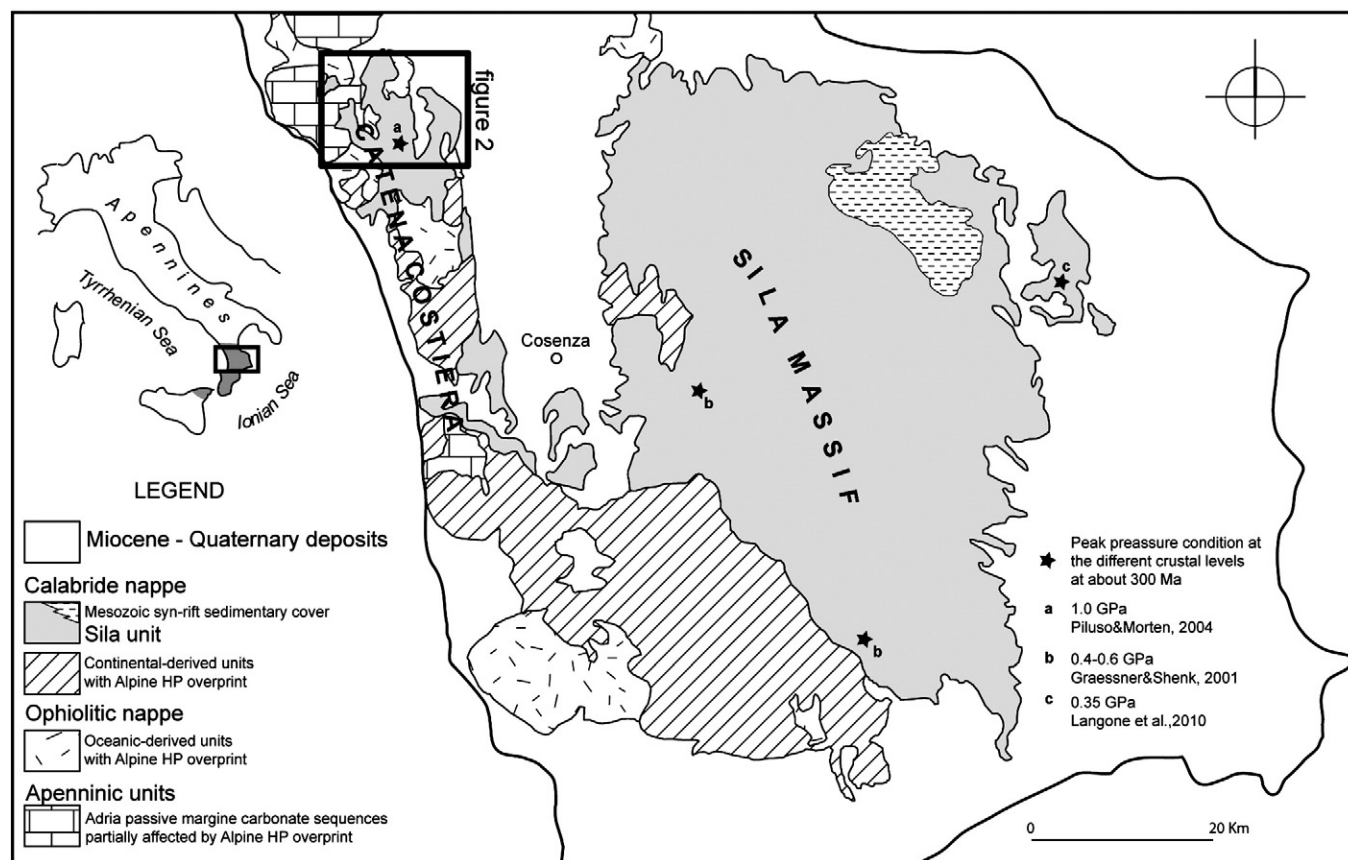 figure 2
a
CATENA COSTIERA
Apennines
Tyrrhenian Sea
Ionian Sea
SILA MASSIF
c
Cosenza
b
b
LEGEND
Miocene - Quaternary deposits
Calabride nappe
Mesozoic syn-rift sedimentary cover
Sila unit
Continental-derived units
with Alpine HP overprint
Ophiolitic nappe
Oceanic-derived units
with Alpine HP overprint
Apenninic units
Adria passive margine carbonate sequences
partially affected by Alpine HP overprint
Peak preassure condition at
the different crustal levels
at about 300 Ma
a 1.0 GPa
Piluso&Morten, 2004
b 0.4-0.6 GPa
Graessner&Shenk, 2001
c 0.35 GPa
Langone et al.,2010
0 20 Km